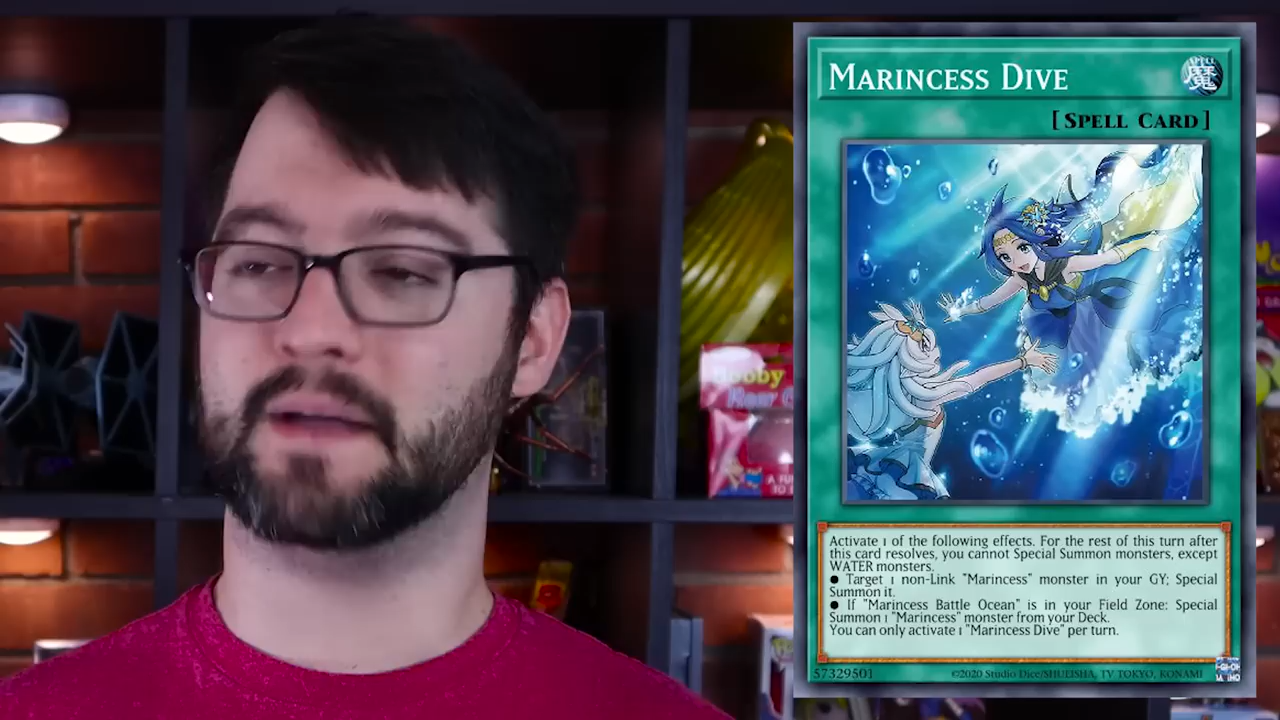 MARINCESS DIVE
SPELL
魔
[SPELL CARD]
Activate 1 of the following effects. For the rest of this turn after
this card resolves, you cannot Special Summon monsters, except
WATER monsters.
● Target 1 non-Link "Marincess" monster in your GY; Special
Summon it.
● If "Marincess Battle Ocean" is in your Field Zone: Special
Summon 1 "Marincess" monster from your Deck.
You can only activate 1 "Marincess Dive" per turn.
57329501
©2020 Studio Dice/SHUEISHA, TV TOKYO, KONAMI